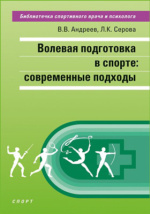 Библиотечка спортивного врача и психолога
В.В. Андреев, Л.К. Серова
Волевая подготовка
в спорте:
современные подходы
СПОРТ